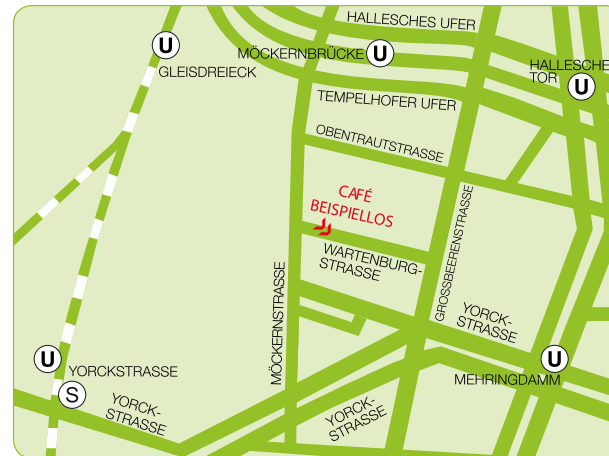 HALLESCHES UFER
U
MÖCKERNBRÜCKE
U
GLEISDREIECK
HALLESCHE
TOR
U
TEMPELHOFER UFER
OBENTRAUTSTRASSE
CAFÉ
BEISPIELLOS
WARTENBURG-
STRASSE
GROSSBEERENSTRASSE
MÖCKERNSTRASSE
YORCK-
STRASSE
U
YORCKSTRASSE
S
U
MEHRINGDAMM
YORCK-
STRASSE
YORCK-
STRASSE